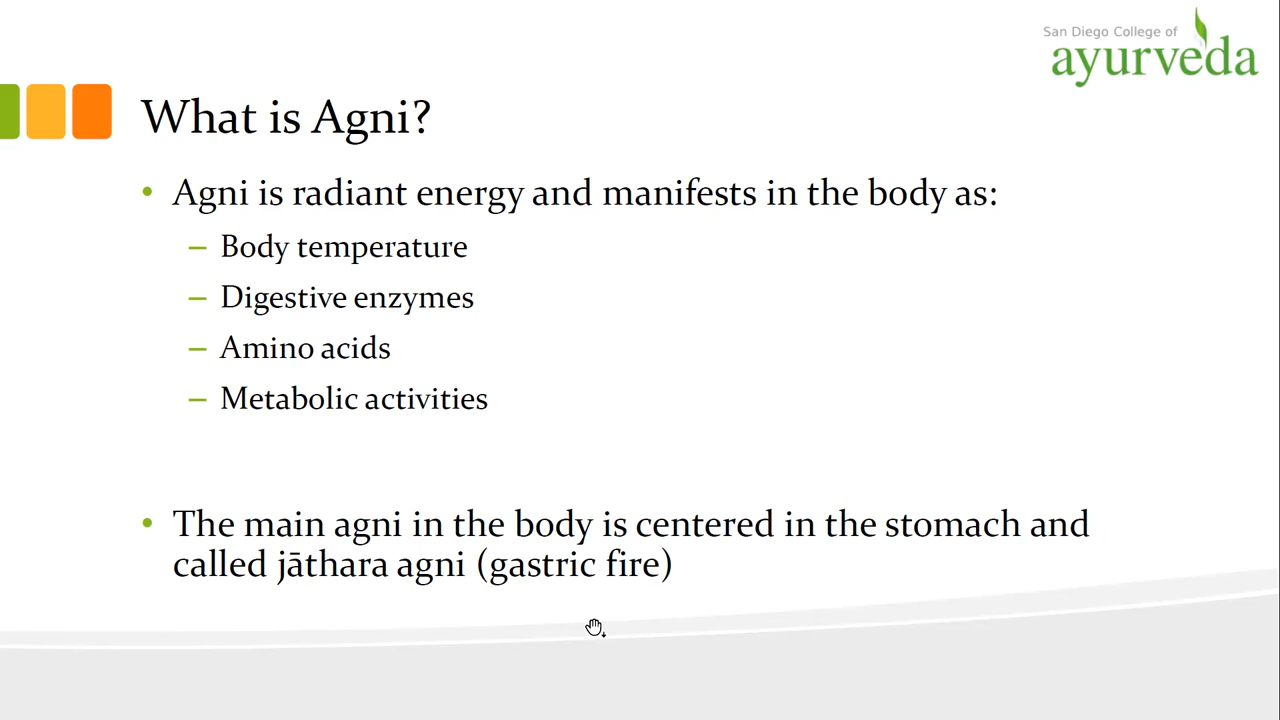 San Diego College of
ayurveda
What is Agni?
• Agni is radiant energy and manifests in the body as:
– Body temperature
– Digestive enzymes
– Amino acids
– Metabolic activities
• The main agni in the body is centered in the stomach and
called jāthara agni (gastric fire)